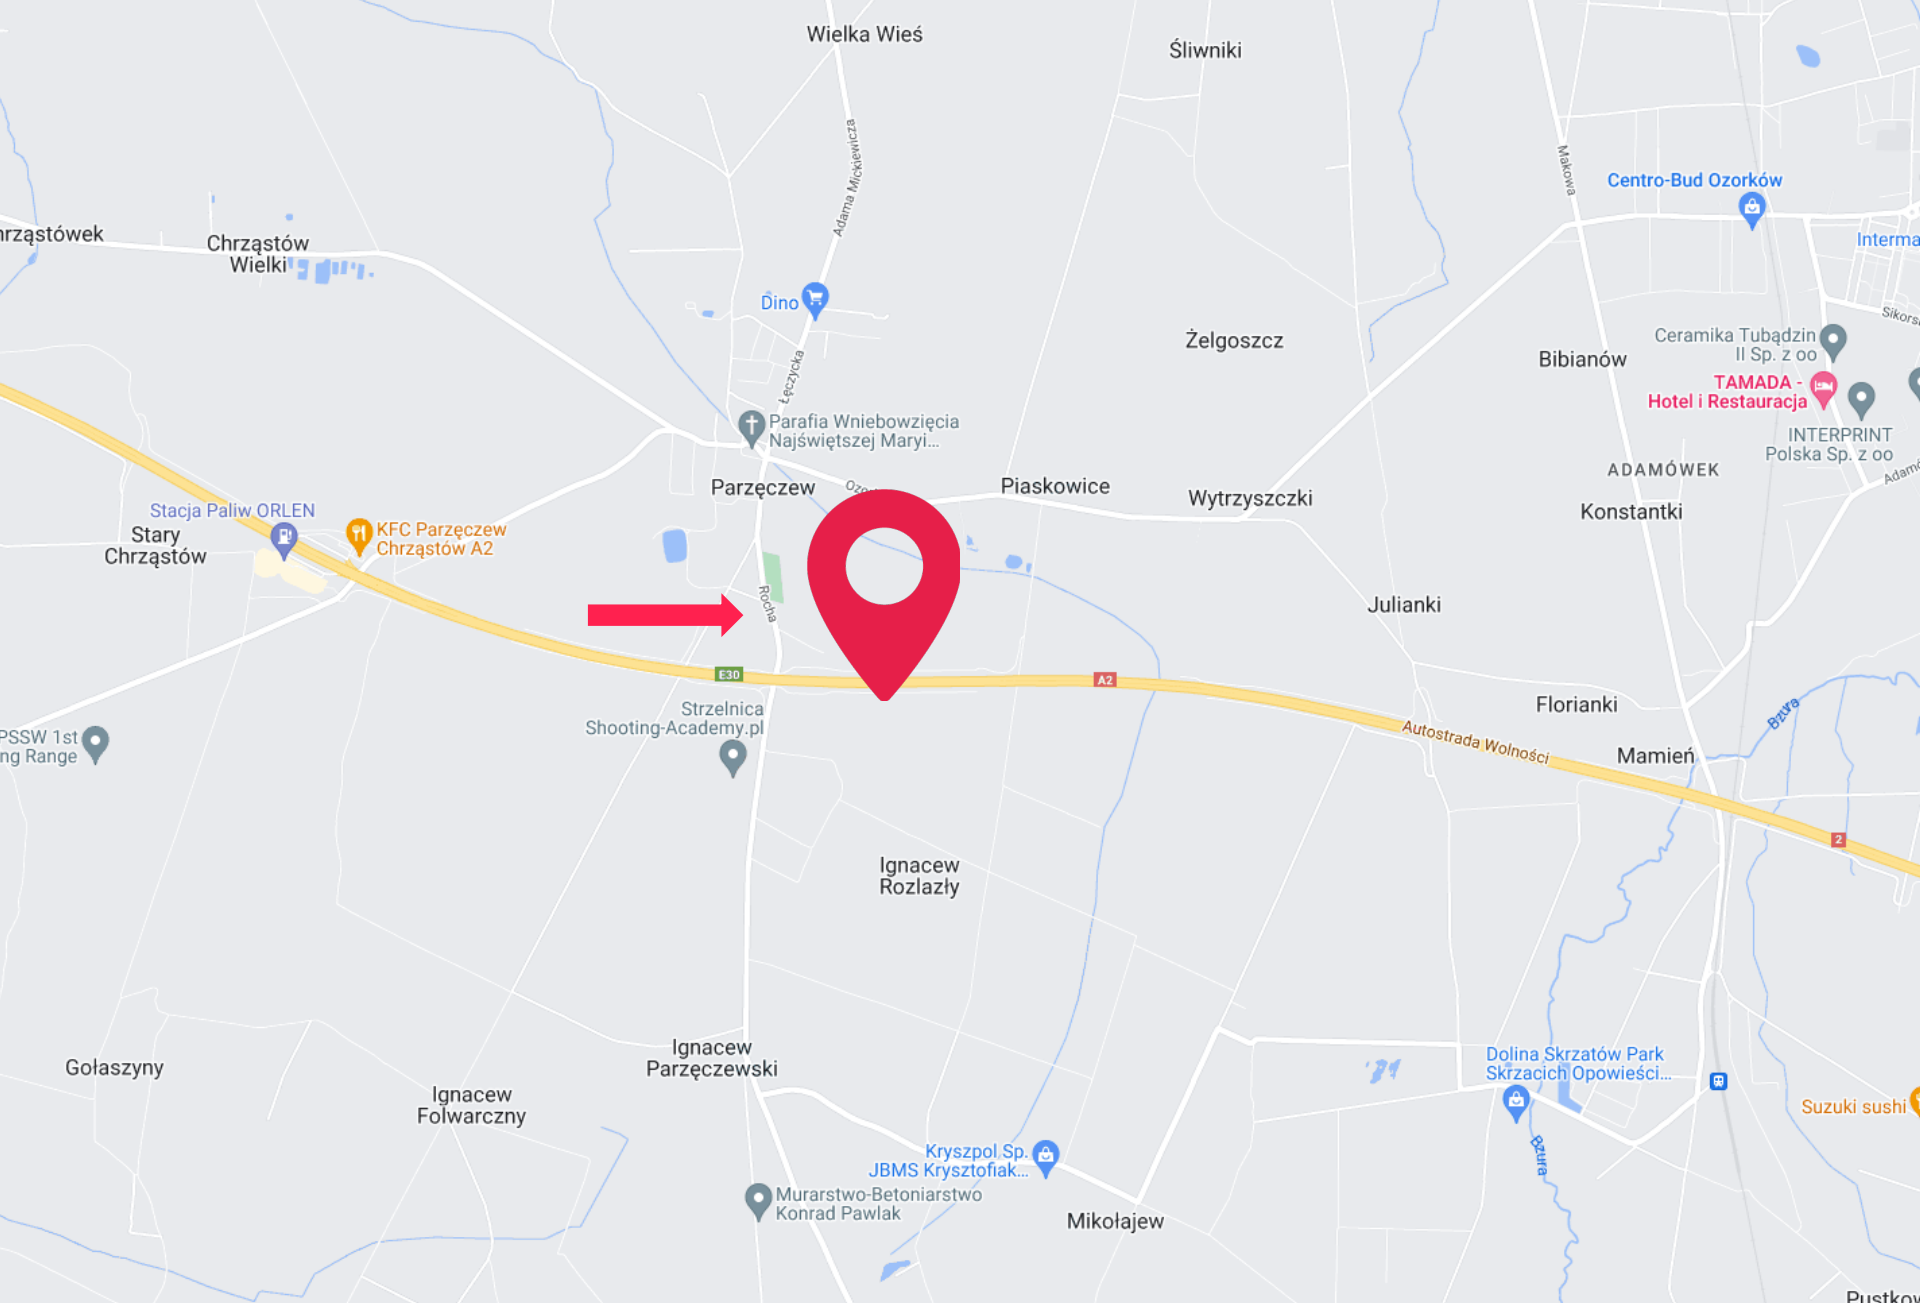 Wielka Wieś
Śliwniki
Adama Mickiewicza
Makowa
Centro-Bud Ozorków
Interma
hrząstówek
Chrząstów
Wielki
Dino
Łęczycka
Sikors
Żelgoszcz
Bibianów
Ceramika Tubądzin
II Sp. z oo
TAMADA -
Hotel i Restauracja
INTERPRINT
Polska Sp. z oo
Parafia Wniebowzięcia
Najświętszej Maryi...
ADAMÓWEK
Adamó
Parzęczew
Ozor
Piaskowice
Wytrzyszczki
Konstantki
Stacja Paliw ORLEN
Stary
Chrząstów
KFC Parzęczew
Chrząstów A2
Rocha
Julianki
E30
A2
Strzelnica
Shooting-Academy.pl
Florianki
Bzura
PSSW 1st
ng Range
Autostrada Wolności
Mamień
2
Ignacew
Rozlazły
Ignacew
Parzęczewski
Gołaszyny
Ignacew
Folwarczny
Dolina Skrzatów Park
Skrzacich Opowieści...
Suzuki sushi
Bzura
Kryszpol Sp.
JBMS Krysztofiak...
Murarstwo-Betoniarstwo
Konrad Pawlak
Mikołajew
Pustkow